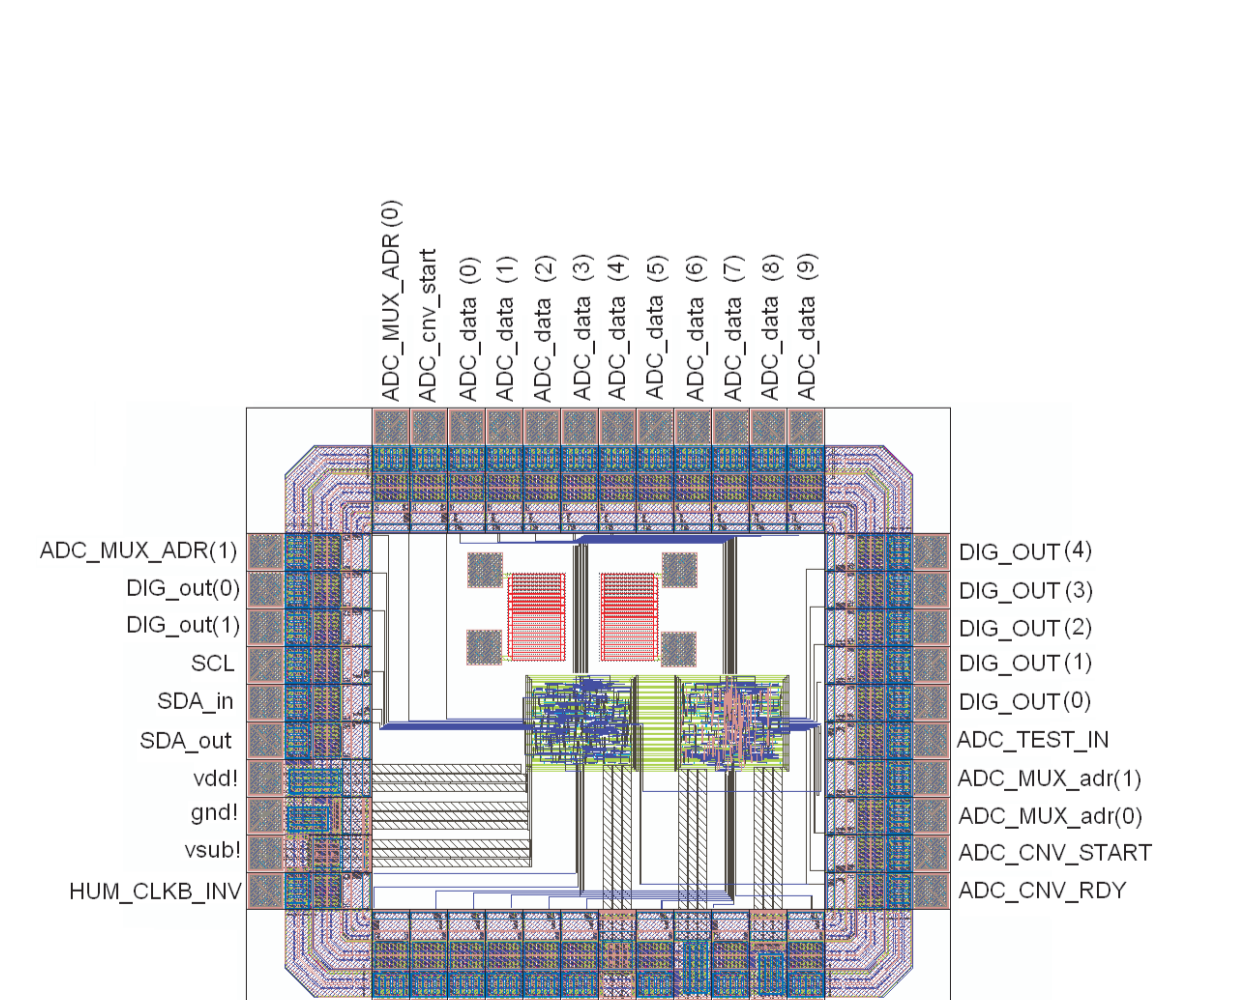 ADC_MUX_ADR (0)
ADC_cnv_start
ADC_data (0)
ADC_data (1)
ADC_data (2)
ADC_data (3)
ADC_data (4)
ADC_data (5)
ADC_data (6)
ADC_data (7)
ADC_data (8)
ADC_data (9)
ADC_MUX_ADR(1)
DIG_out(0)
DIG_out(1)
SCL
SDA_in
SDA_out
vdd!
gnd!
vsub!
HUM_CLKB_INV
DIG_OUT (4)
DIG_OUT (3)
DIG_OUT (2)
DIG_OUT (1)
DIG_OUT (0)
ADC_TEST_IN
ADC_MUX_adr(1)
ADC_MUX_adr(0)
ADC_CNV_START
ADC_CNV_RDY